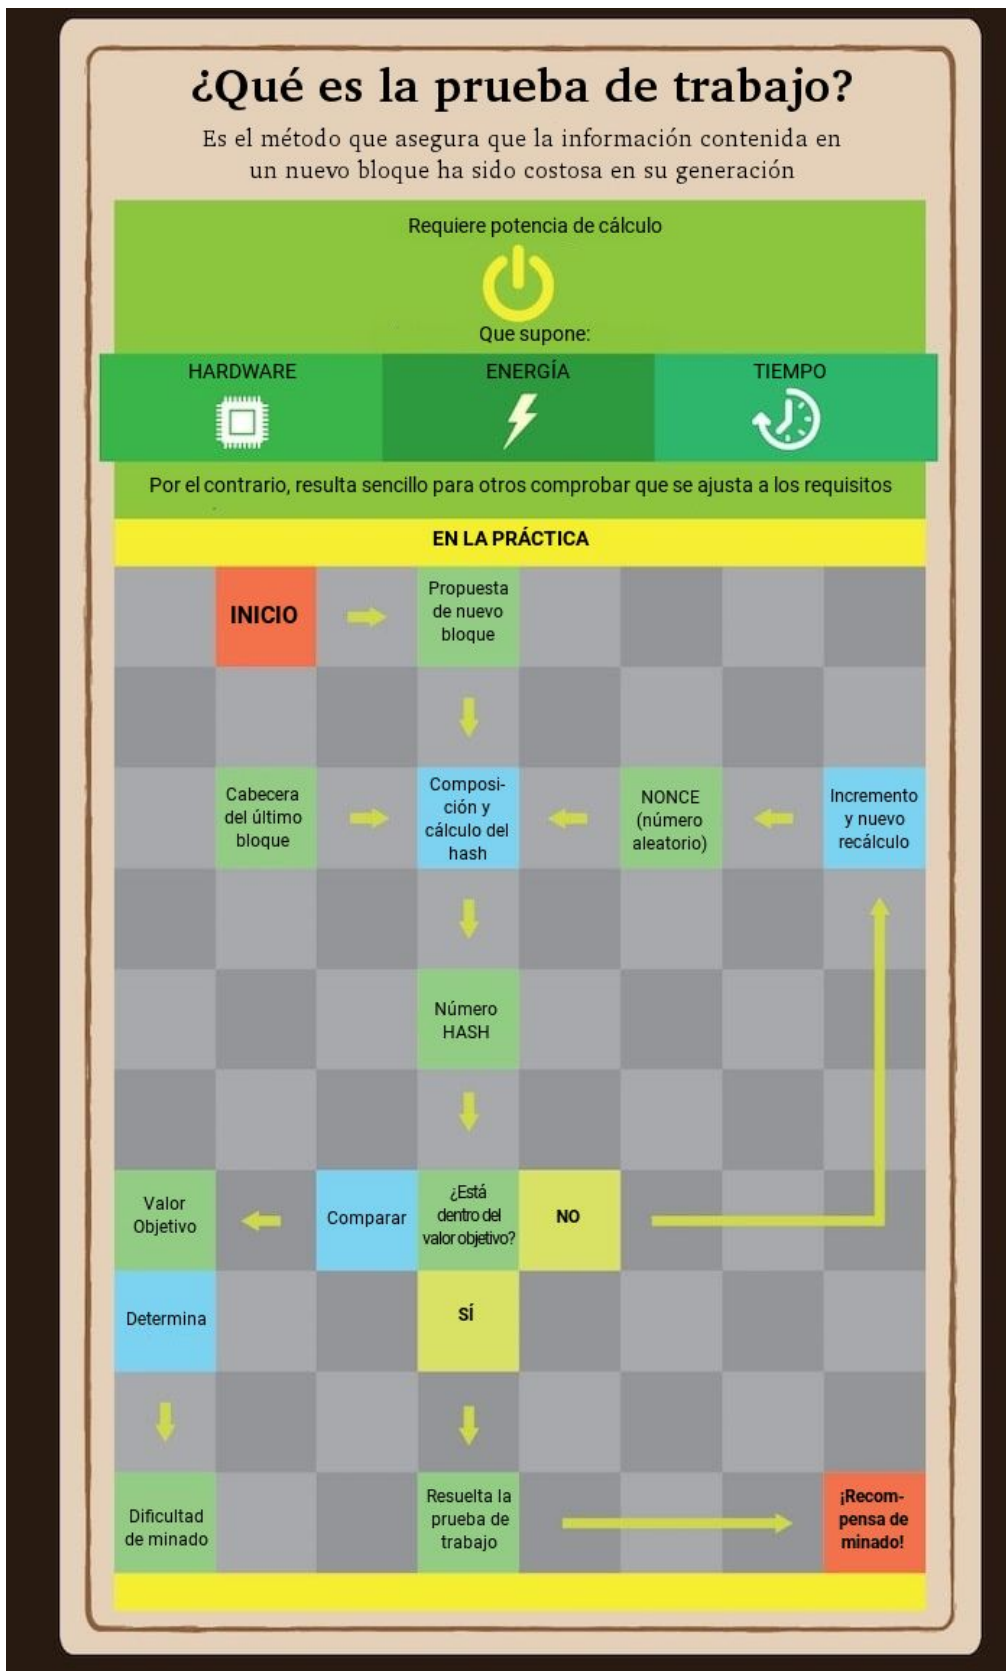 ¿Qué es la prueba de trabajo?
Es el método que asegura que la información contenida en
un nuevo bloque ha sido costosa en su generación
Requiere potencia de cálculo
Que supone:
HARDWARE
ENERGÍA
TIEMPO
Por el contrario, resulta sencillo para otros comprobar que se ajusta a los requisitos
EN LA PRÁCTICA
INICIO
Propuesta
de nuevo
bloque
Cabecera
del último
bloque
Composi-
ción y
cálculo del
hash
NONCE
(número
aleatorio)
Incremento
y nuevo
recálculo
Número
HASH
Valor
Objetivo
Comparar
¿Está
dentro del
valor objetivo?
NO
Determina
SÍ
Dificultad
de minado
Resuelta la
prueba de
trabajo
¡Recom-
pensa de
minado!